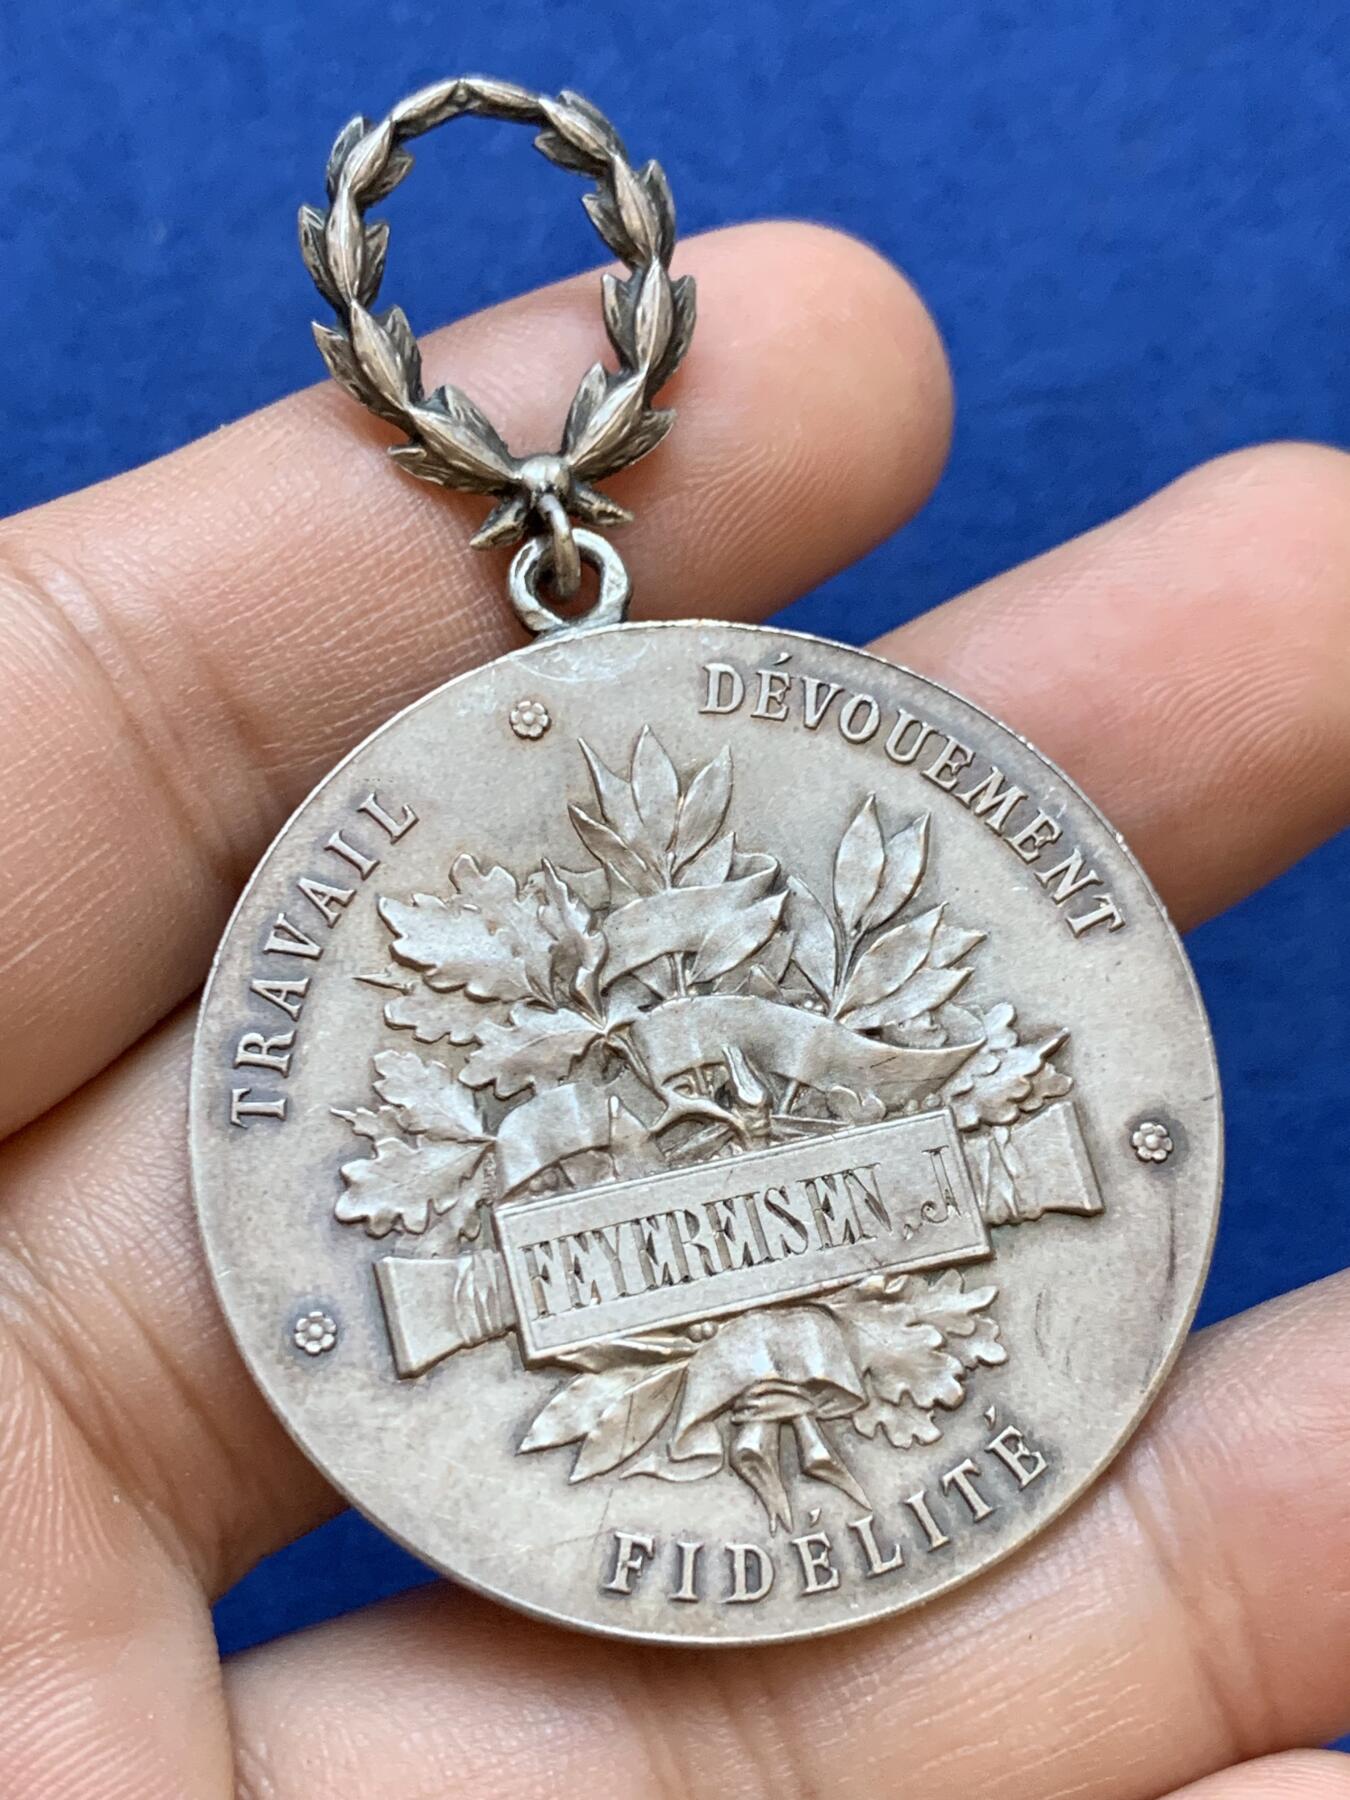 TRAVAIL
DÉVOUEMENT
FEYEREISEN, J
FIDÉLITÉ